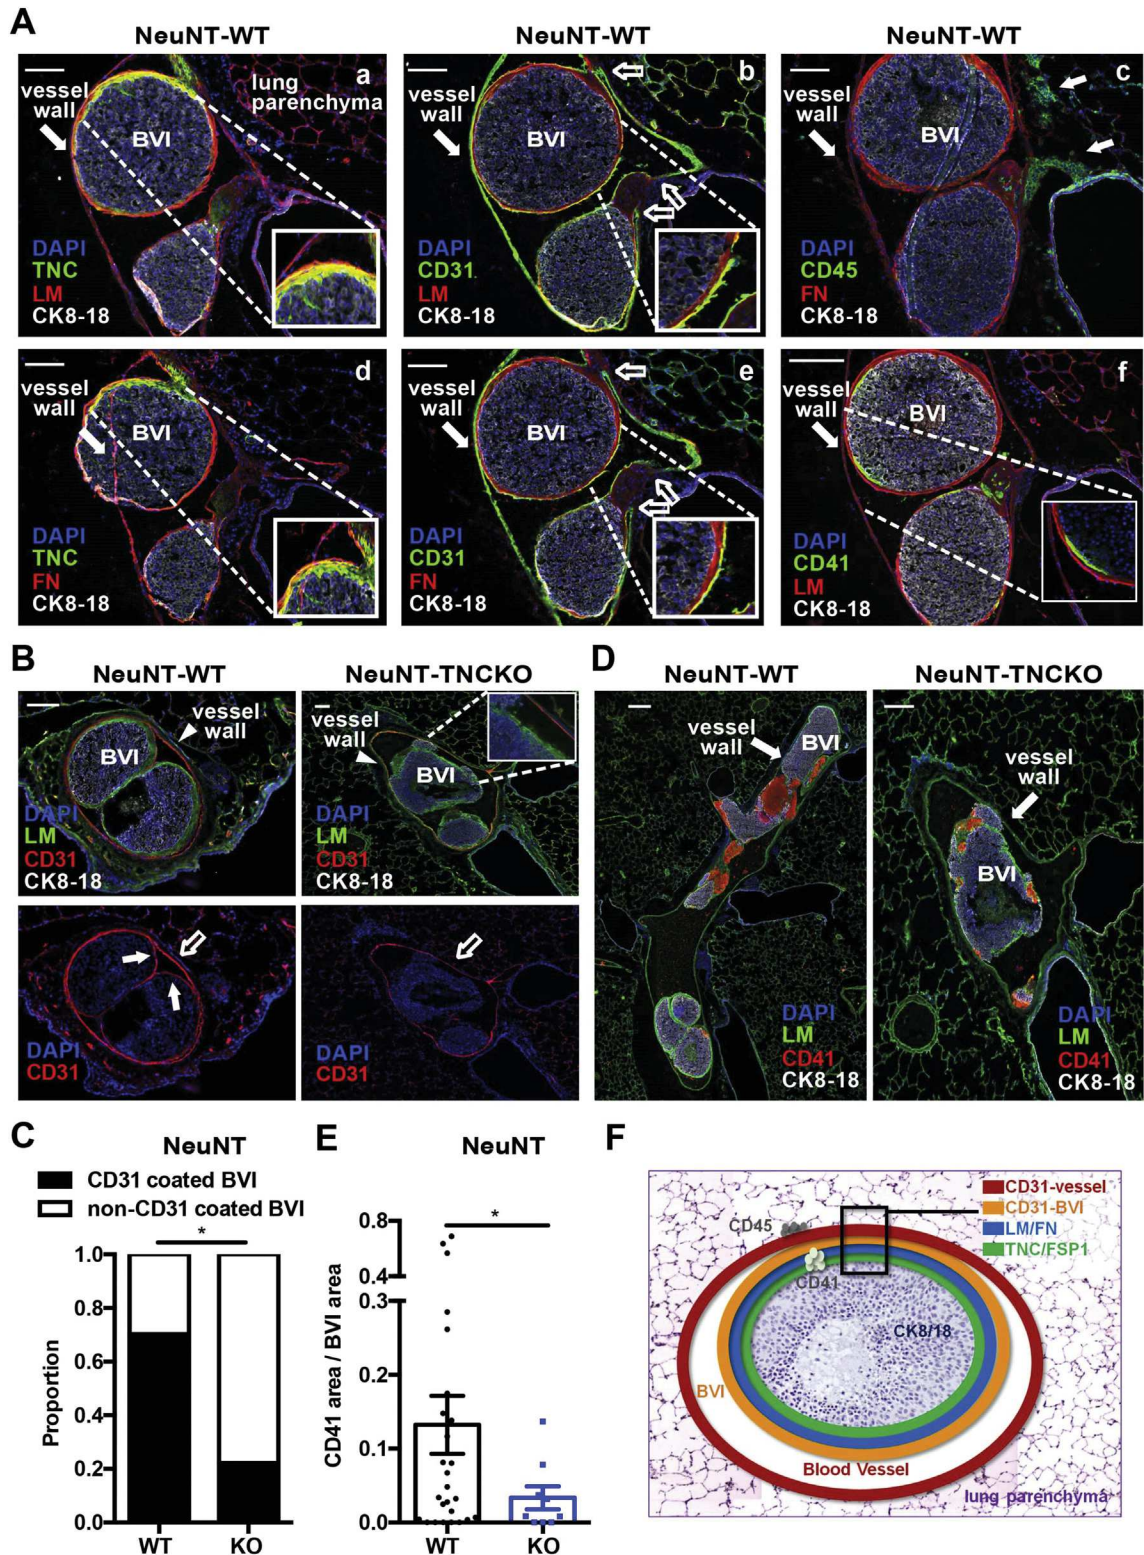 A
NeuNT-WT
NeuNT-WT
NeuNT-WT
a
vessel
wall
lung
parenchyma
BVI
DAPI
TNC
LM
CK8-18
b
vessel
wall
BVI
DAPI
CD31
LM
CK8-18
c
vessel
wall
BVI
DAPI
CD45
FN
CK8-18
d
vessel
wall
BVI
DAPI
TNC
FN
CK8-18
e
vessel
wall
BVI
DAPI
CD31
FN
CK8-18
f
vessel
wall
BVI
DAPI
CD41
LM
CK8-18
B
NeuNT-WT
NeuNT-TNCKO
vessel
wall
BVI
DAPI
LM
CD31
CK8-18
vessel
wall
BVI
DAPI
LM
CD31
CK8-18
DAPI
CD31
DAPI
CD31
D
NeuNT-WT
NeuNT-TNCKO
vessel
wall
BVI
DAPI
LM
CD41
CK8-18
vessel
wall
BVI
DAPI
LM
CD41
CK8-18
C
NeuNT
CD31 coated BVI
non-CD31 coated BVI
*
1.0
0.8
0.6
0.4
0.2
0.0
Proportion
WT KO
E
NeuNT
*
0.8
0.4
0.3
0.2
0.1
0.0
CD41 area / BVI area
WT KO
F
CD31-vessel
CD31-BVI
LM/FN
TNC/FSP1
CD45
CD41
CK8/18
BVI
Blood Vessel
lung parenchyma